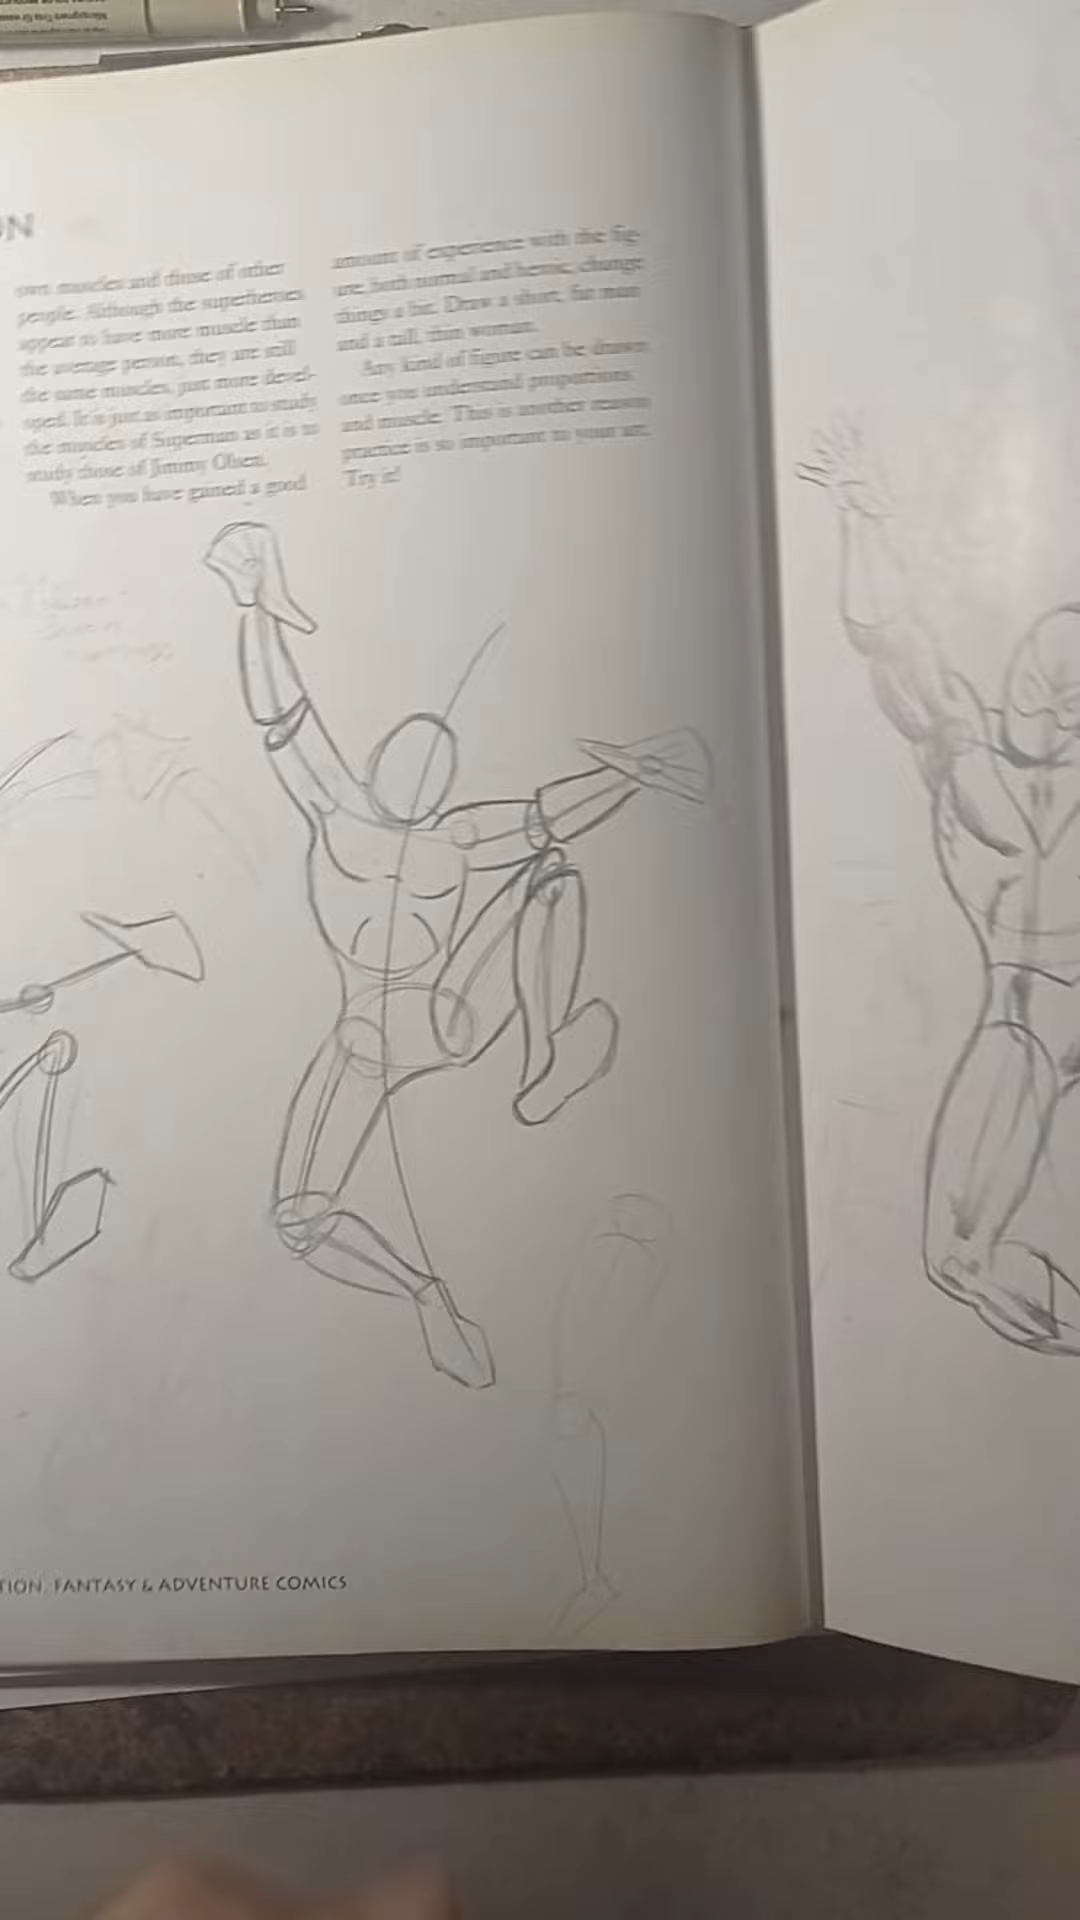 ON
own muscles and those of other
people. Although the superheroes
appear to have more muscle than
the average person, they are still
the same muscles, just more devel-
oped. It is just as important to study
the muscles of Superman as it is to
study those of Jimmy Olsen.
When you have gained a good
amount of experience with the fig-
ure, both normal and heroic, change
things a bit. Draw a short, fat man
and a tall, thin woman.
Any kind of figure can be drawn
once you understand proportions
and muscle. This is another reason
practice is so important to your art.
Try it!
TION, FANTASY & ADVENTURE COMICS